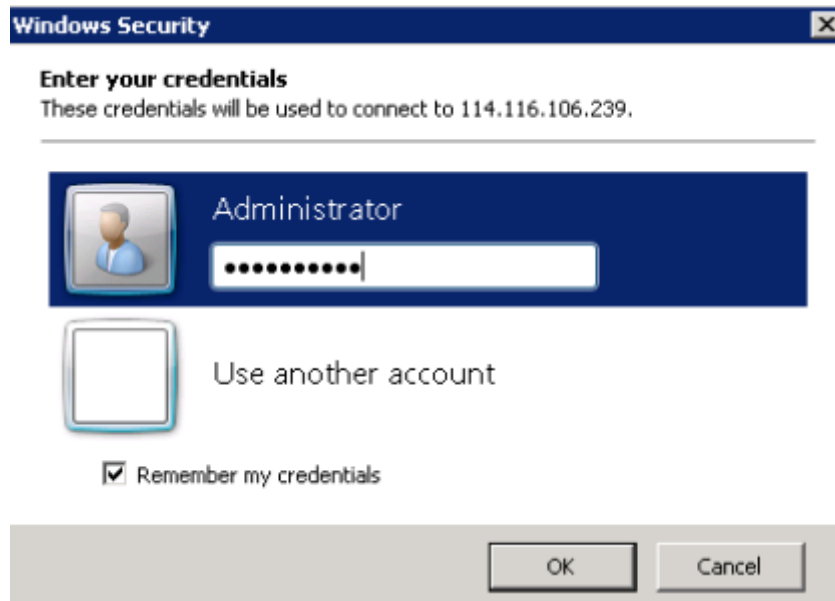 Windows Security
Enter your credentials
These credentials will be used to connect to 114.116.106.239.
Administrator
••••••••••
Use another account
Remember my credentials
OK
Cancel